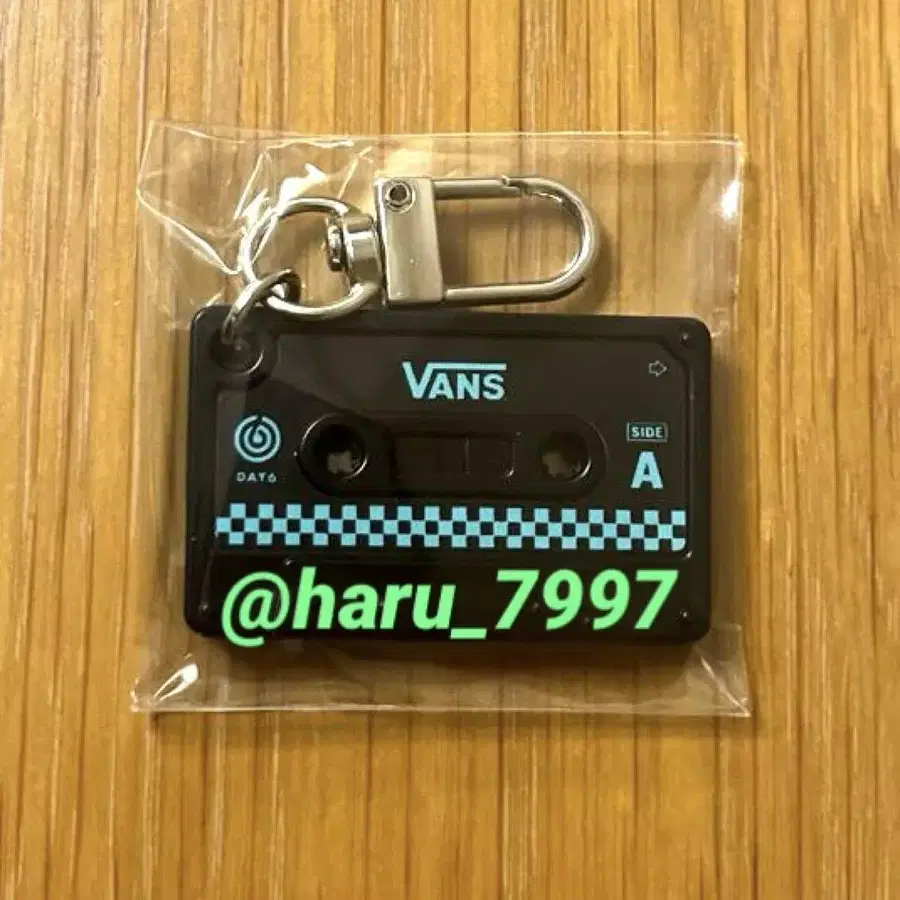 VANS
DAY6
SIDE
A
@haru_7997